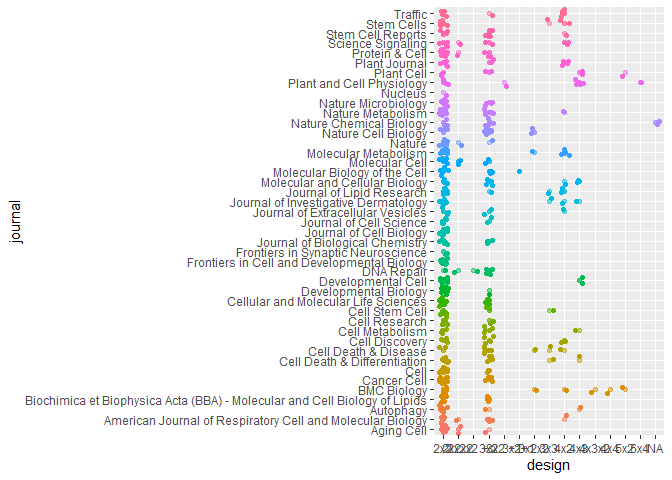 Traffic
Stem Cells
Stem Cell Reports
Science Signaling
Protein & Cell
Plant Journal
Plant Cell
Plant and Cell Physiology
Nucleus
Nature Microbiology
Nature Metabolism
Nature Chemical Biology
Nature Cell Biology
Nature
Molecular Metabolism
Molecular Cell
Molecular Biology of the Cell
Molecular and Cellular Biology
Journal of Lipid Research
Journal of Investigative Dermatology
Journal of Extracellular Vesicles
Journal of Cell Science
Journal of Cell Biology
Journal of Biological Chemistry
Frontiers in Synaptic Neuroscience
Frontiers in Cell and Developmental Biology
DNA Repair
Developmental Cell
Developmental Biology
Cellular and Molecular Life Sciences
Cell Stem Cell
Cell Research
Cell Metabolism
Cell Discovery
Cell Death & Disease
Cell Death & Differentiation
Cell
Cancer Cell
BMC Biology
Biochimica et Biophysica Acta (BBA) - Molecular and Cell Biology of Lipids
Autophagy
American Journal of Respiratory Cell and Molecular Biology
Aging Cell
journal
NA
design